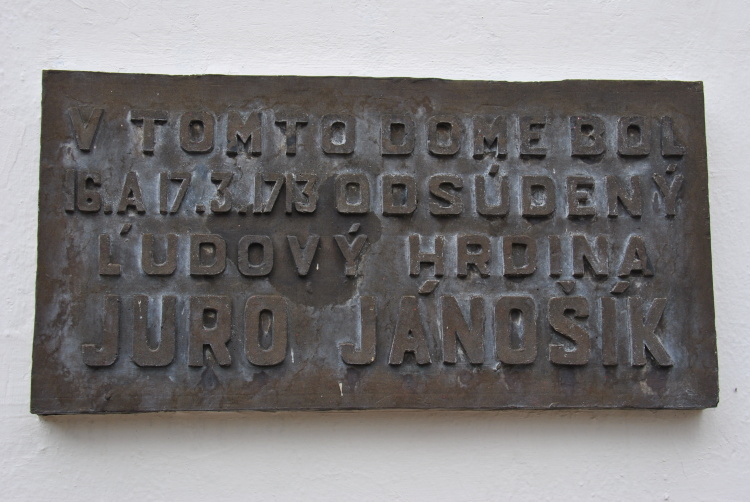 V TOMTO DOME BOL
16.A 17.3.1713 ODSÚDENÝ
ĽUDOVÝ HRDINA
JURO JÁNOŠÍK